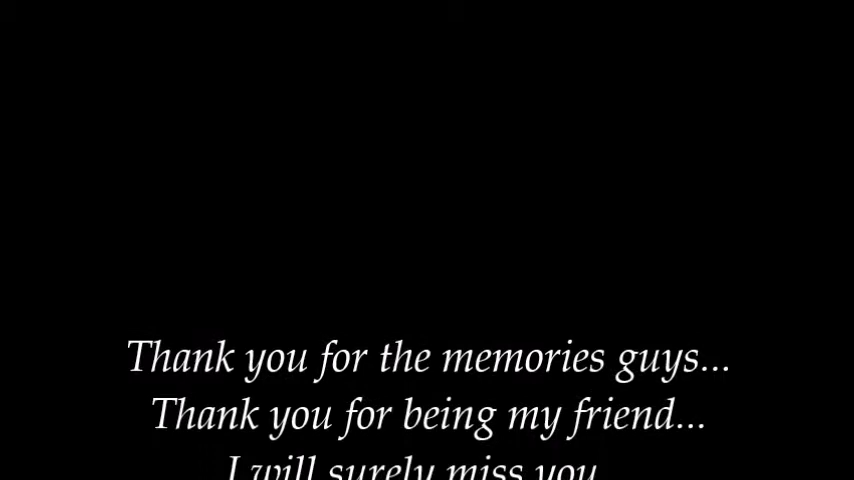 Thank you for the memories guys...
Thank you for being my friend...
I will surely miss you